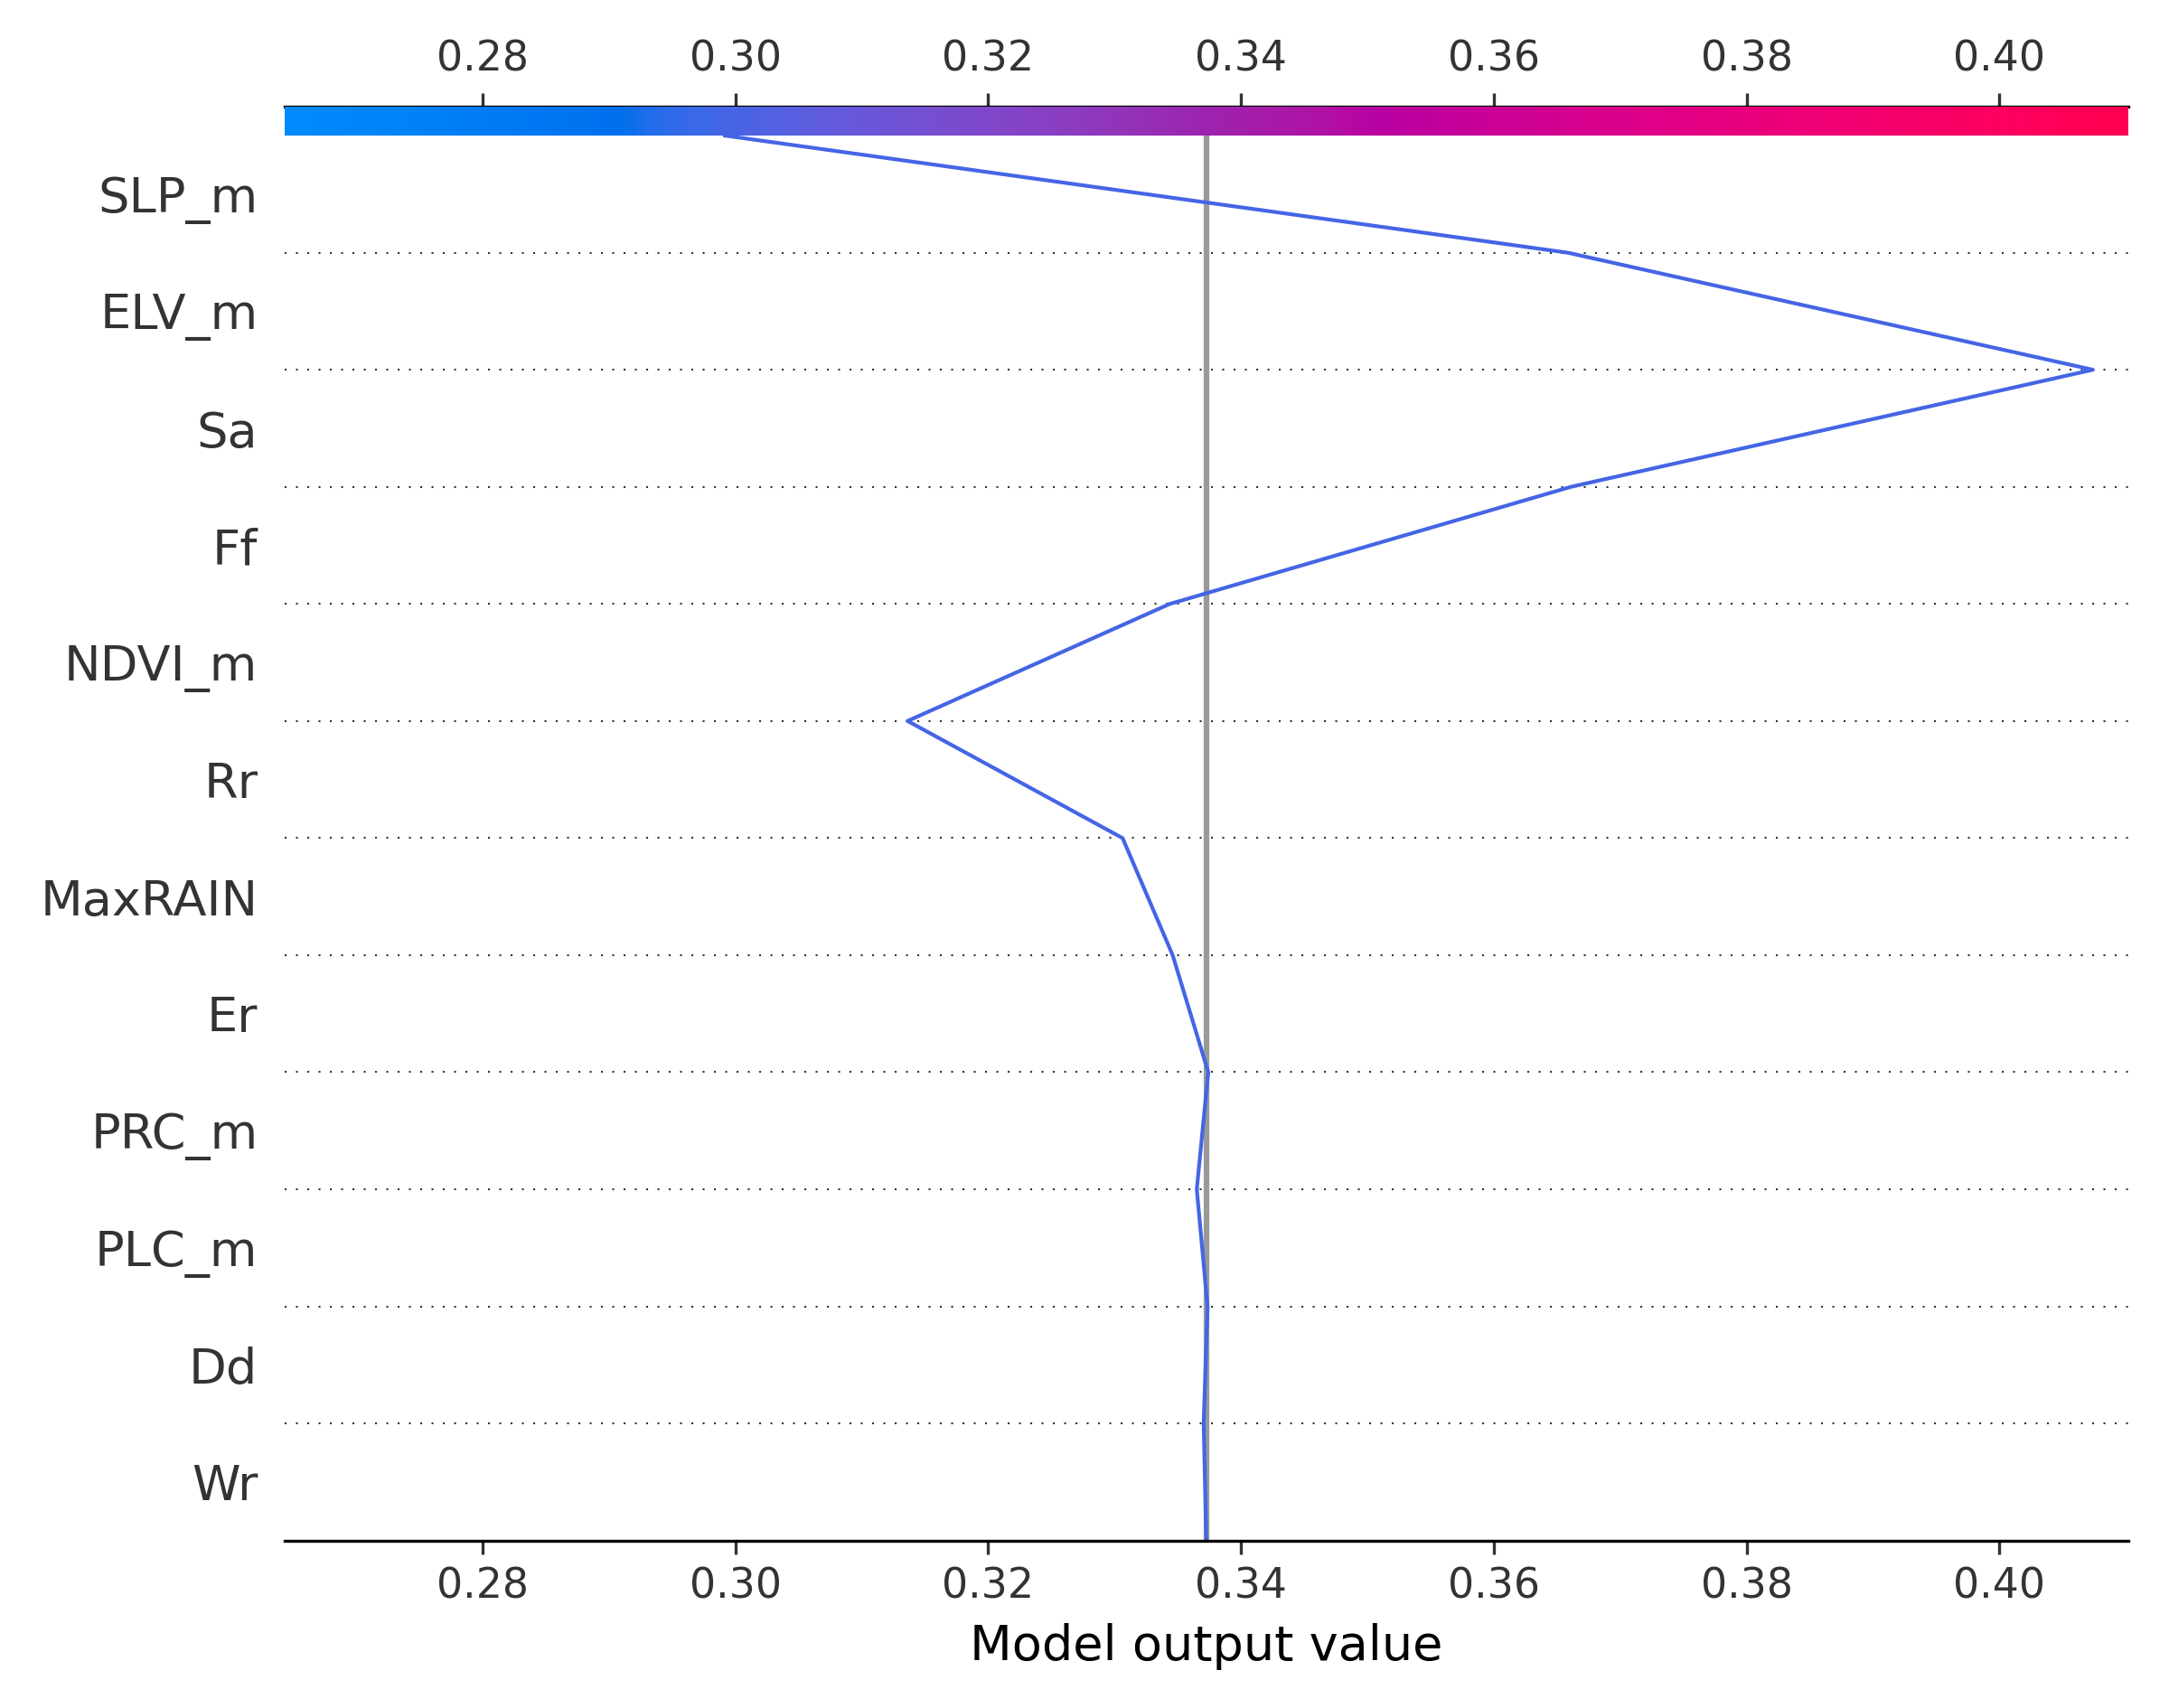 0.28 0.30 0.32 0.34 0.36 0.38 0.40
SLP_m
ELV_m
Sa
Ff
NDVI_m
Rr
MaxRAIN
Er
PRC_m
PLC_m
Dd
Wr
0.28 0.30 0.32 0.34 0.36 0.38 0.40
Model output value